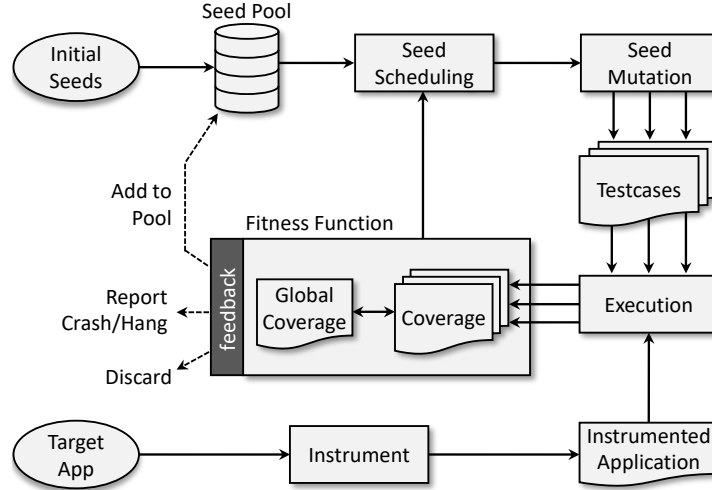 Seed Pool
Initial
Seeds
Seed
Scheduling
Seed
Mutation
Testcases
Add to
Pool
Fitness Function
feedback
Global
Coverage
Coverage
Execution
Report
Crash/Hang
Discard
Target
App
Instrument
Instrumented
Application